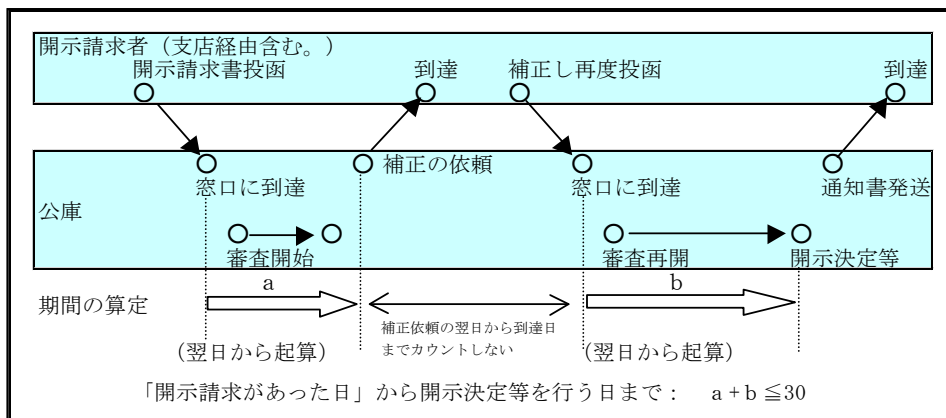 開示請求者（支店経由含む。）
開示請求書投函
到達
補正し再度投函
到達
補正の依頼
窓口に到達
窓口に到達
通知書発送
公庫
審査開始
審査再開
開示決定等
a
b
期間の算定
補正依頼の翌日から到達日
までカウントしない
（翌日から起算）
（翌日から起算）
「開示請求があった日」から開示決定等を行う日まで： a＋b≦30